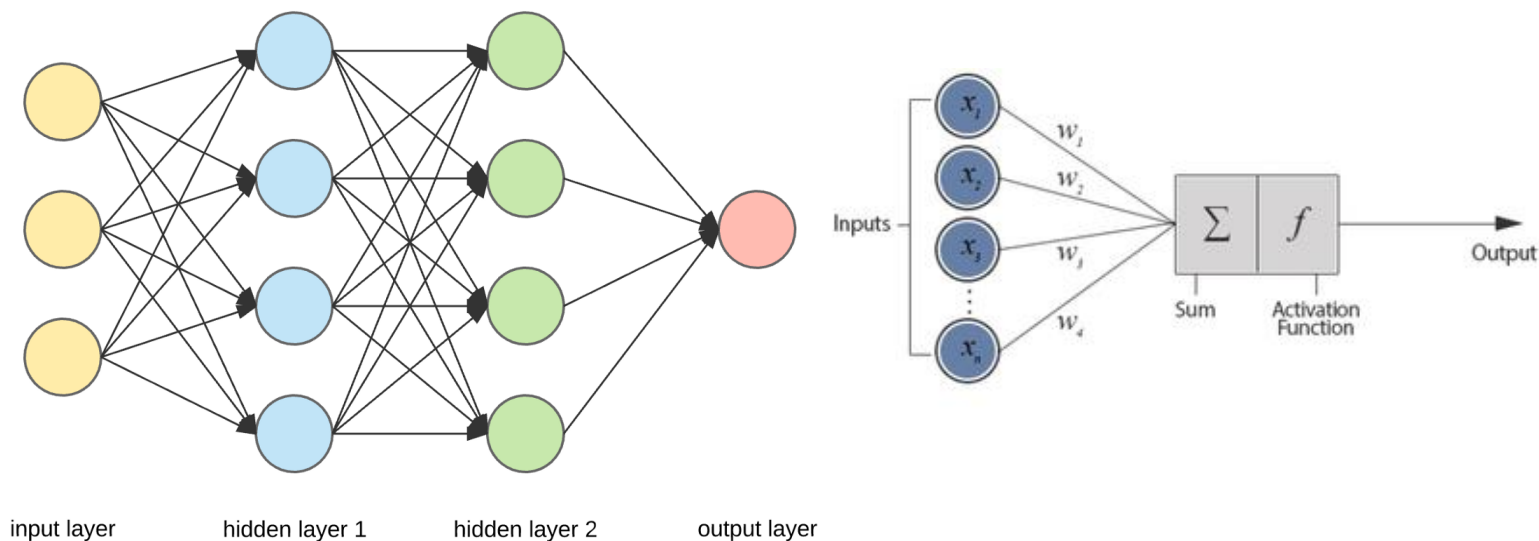 input layer
hidden layer 1
hidden layer 2
output layer
Inputs
x1
x2
x3
xn
w1
w2
w3
w4
Σ
f
Sum
Activation
Function
Output